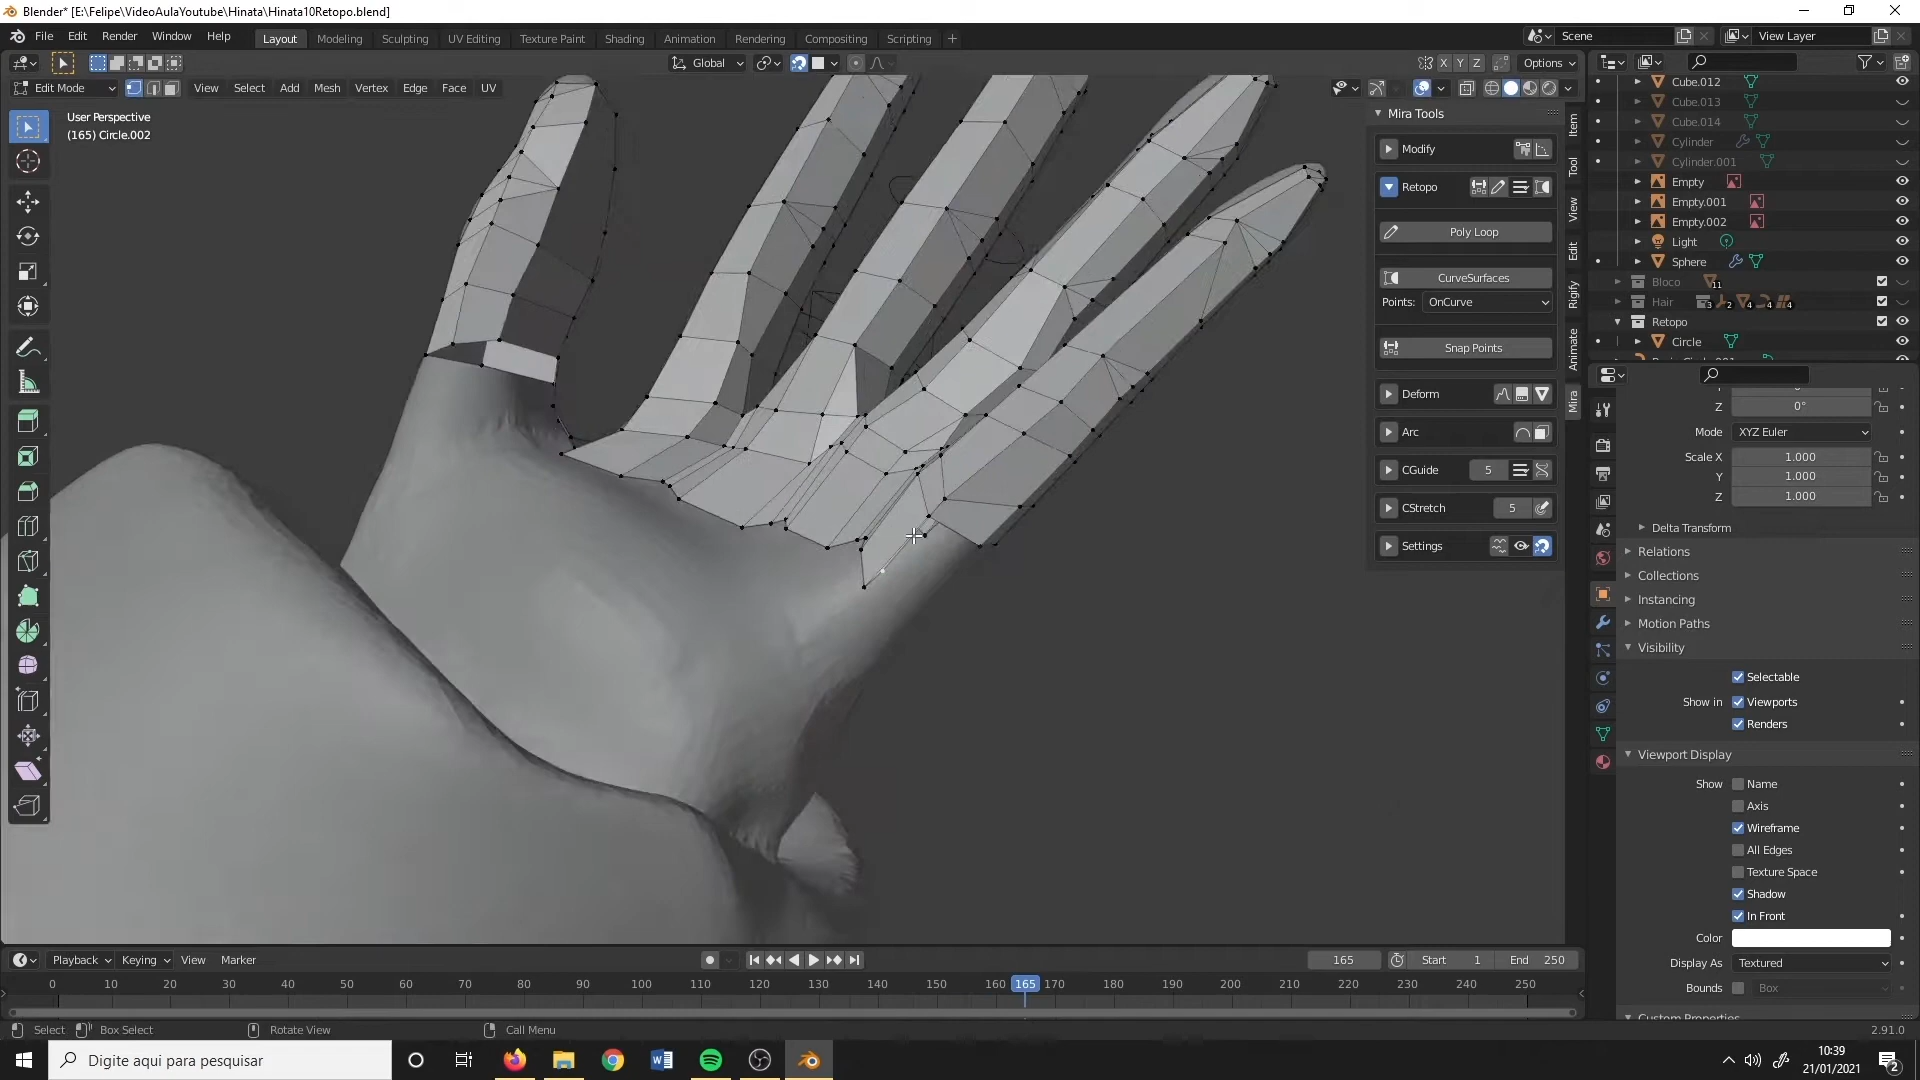 Blender* [E:\Felipe\VideoAulaYoutube\Hinata\Hinata10Retopo.blend]
File Edit Render Window Help Layout Modeling Sculpting UV Editing Texture Paint Shading Animation Rendering Compositing Scripting Scene View Layer
Global X Y Z Options
Edit Mode View Select Add Mesh Vertex Edge Face UV
User Perspective
(165) Circle.002
Mira Tools
Modify
Retopo
Poly Loop
CurveSurfaces
Points: OnCurve
Snap Points
Deform
Arc
CGuide 5
CStretch 5
Settings
Item
Tool
View
Edit
Rigify
Animate
Mira
Cube.012
Cube.013
Cube.014
Cylinder
Cylinder.001
Empty
Empty.001
Empty.002
Light
Sphere
Bloco 11
Hair 3 2 4 4 4
Retopo
Circle
Z 0°
Mode XYZ Euler
Scale X 1.000
Y 1.000
Z 1.000
Delta Transform
Relations
Collections
Instancing
Motion Paths
Visibility
Selectable
Show in Viewports
Renders
Viewport Display
Show Name
Axis
Wireframe
All Edges
Texture Space
Shadow
In Front
Color
Display As Textured
Bounds Box
Playback Keying View Marker 165 Start 1 End 250
0 10 20 30 40 50 60 70 80 90 100 110 120 130 140 150 160 165 170 180 190 200 210 220 230 240 250
Select Box Select Rotate View Call Menu 2.91.0
Digite aqui para pesquisar
10:39
21/01/2021
2